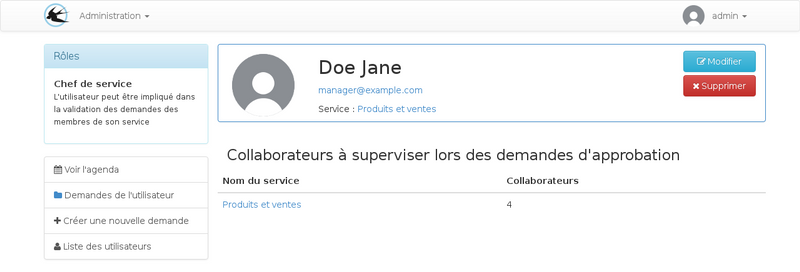 Administration
admin
Rôles
Chef de service
L'utilisateur peut être impliqué dans
la validation des demandes des
membres de son service
Voir l'agenda
Demandes de l'utilisateur
Créer une nouvelle demande
Liste des utilisateurs
Doe Jane
manager@example.com
Service : Produits et ventes
Modifier
Supprimer
Collaborateurs à superviser lors des demandes d'approbation
Nom du service Collaborateurs
Produits et ventes 4